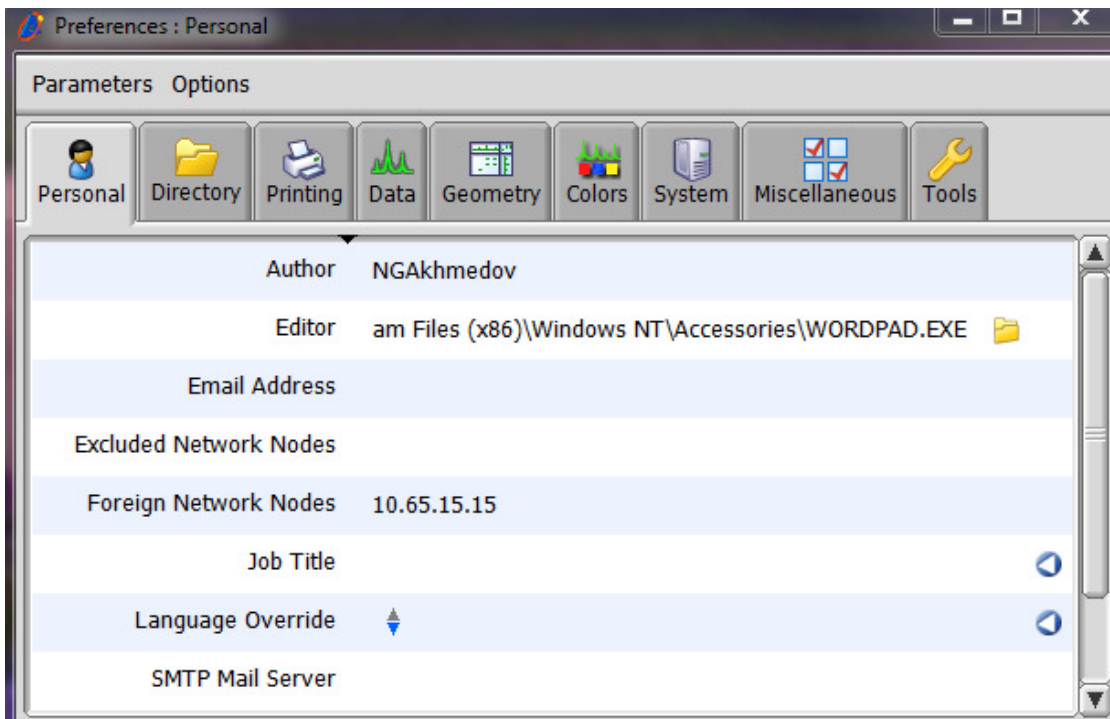 Preferences : Personal
Parameters Options
Personal Directory Printing Data Geometry Colors System Miscellaneous Tools
Author NGAkhmedov
Editor am Files (x86)\Windows NT\Accessories\WORDPAD.EXE
Email Address
Excluded Network Nodes
Foreign Network Nodes 10.65.15.15
Job Title
Language Override
SMTP Mail Server